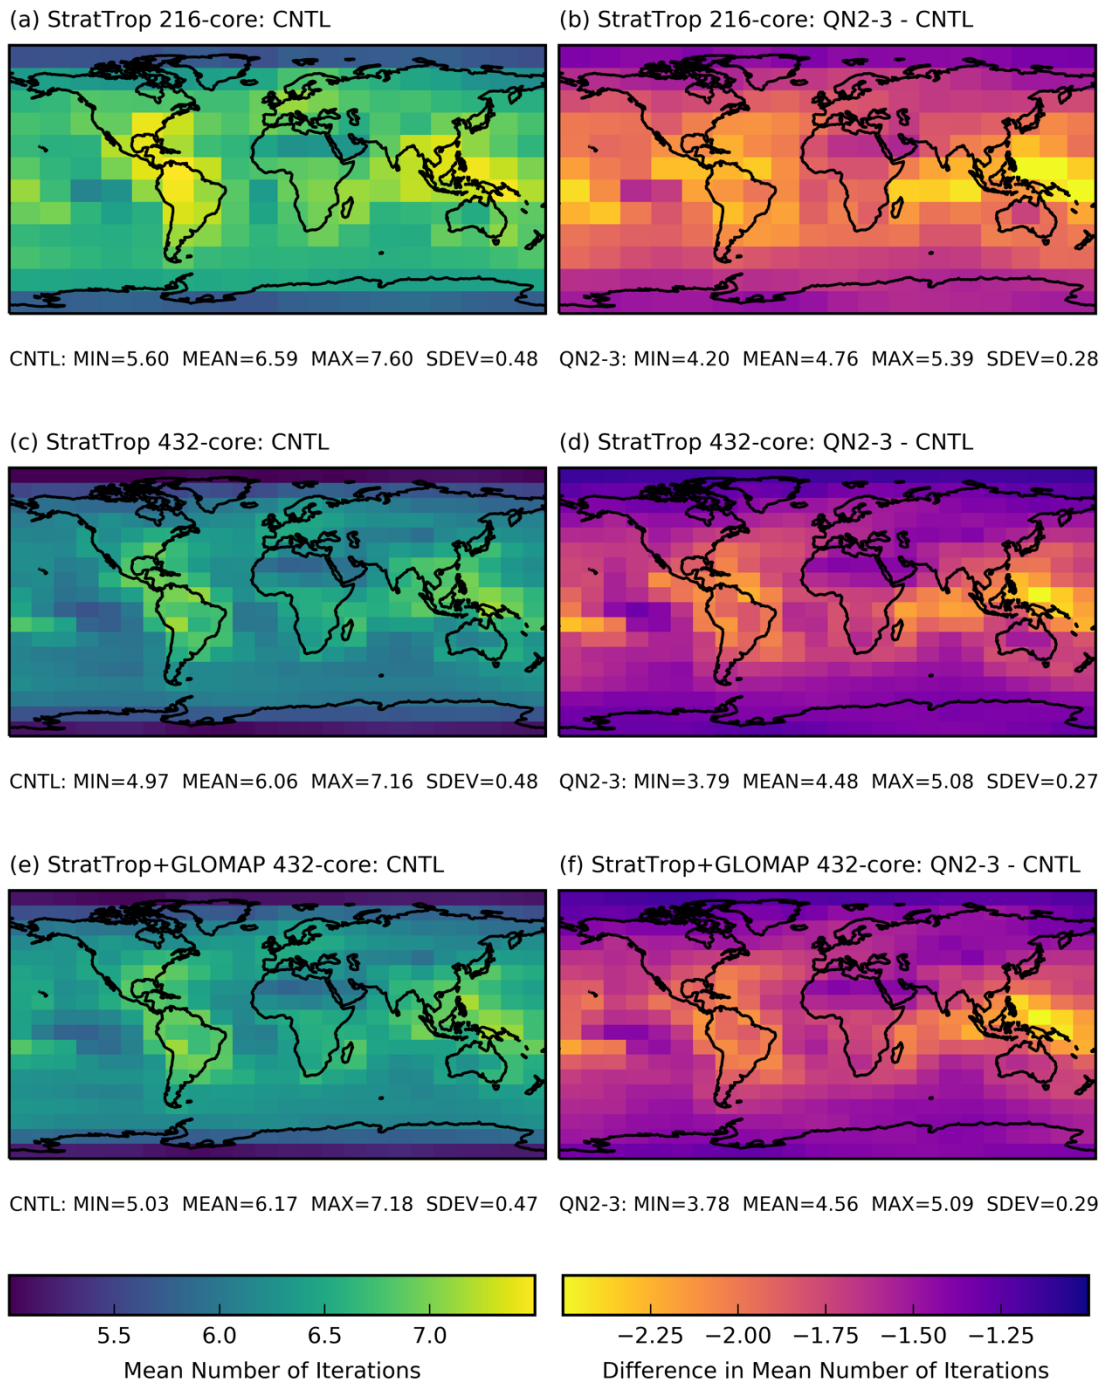 (a) StratTrop 216-core: CNTL
(b) StratTrop 216-core: QN2-3 - CNTL
CNTL: MIN=5.60 MEAN=6.59 MAX=7.60 SDEV=0.48
QN2-3: MIN=4.20 MEAN=4.76 MAX=5.39 SDEV=0.28
(c) StratTrop 432-core: CNTL
(d) StratTrop 432-core: QN2-3 - CNTL
CNTL: MIN=4.97 MEAN=6.06 MAX=7.16 SDEV=0.48
QN2-3: MIN=3.79 MEAN=4.48 MAX=5.08 SDEV=0.27
(e) StratTrop+GLOMAP 432-core: CNTL
(f) StratTrop+GLOMAP 432-core: QN2-3 - CNTL
CNTL: MIN=5.03 MEAN=6.17 MAX=7.18 SDEV=0.47
QN2-3: MIN=3.78 MEAN=4.56 MAX=5.09 SDEV=0.29
5.5 6.0 6.5 7.0
Mean Number of Iterations
−2.25 −2.00 −1.75 −1.50 −1.25
Difference in Mean Number of Iterations